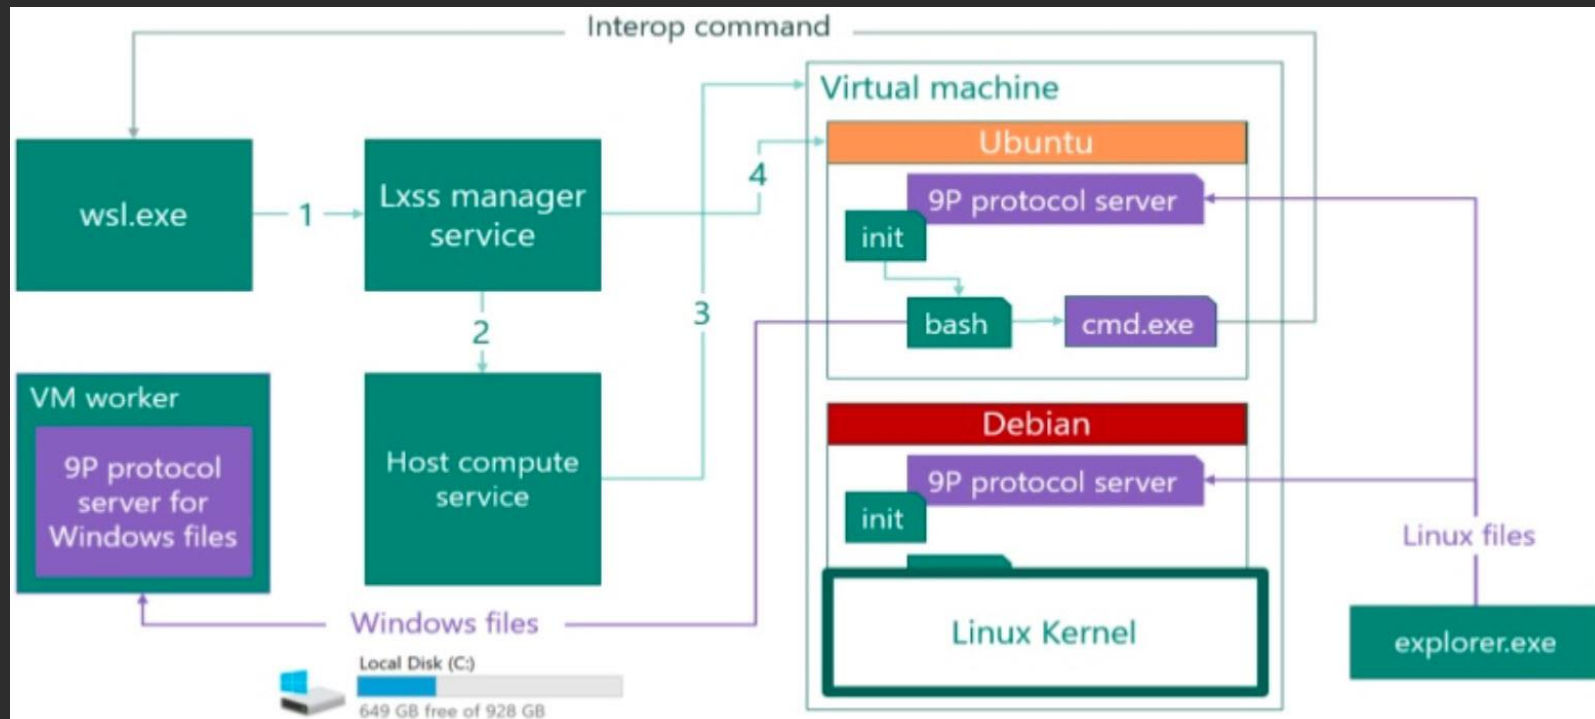 Interop command
Virtual machine
Ubuntu
9P protocol server
init
bash
cmd.exe
wsl.exe
1
Lxss manager
service
4
2
3
VM worker
9P protocol
server for
Windows files
Host compute
service
Debian
9P protocol server
init
Linux Kernel
Linux files
explorer.exe
Windows files
Local Disk (C:)
649 GB free of 928 GB